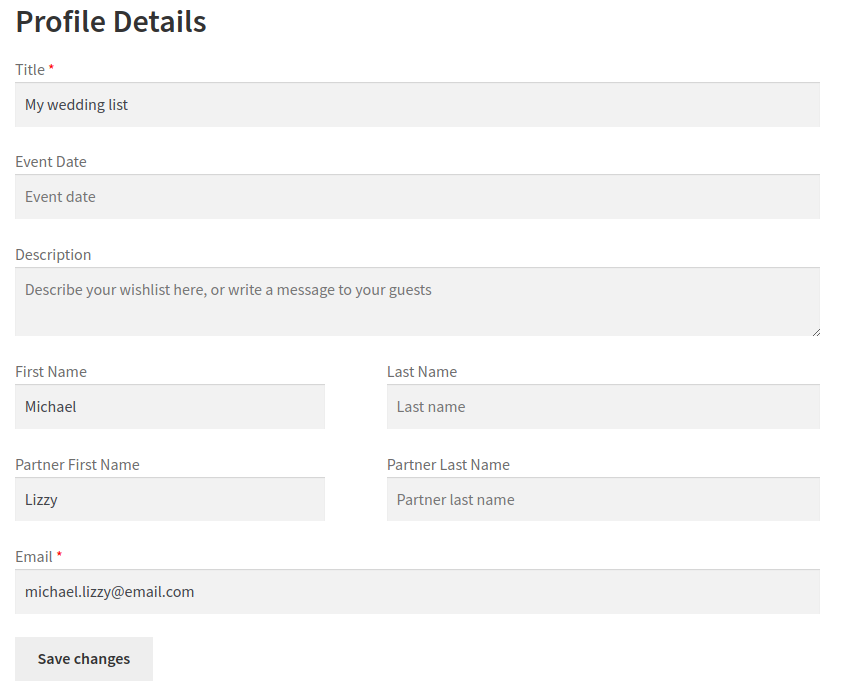 Profile Details
Title *
My wedding list
Event Date
Event date
Description
Describe your wishlist here, or write a message to your guests
First Name Last Name
Michael Last name
Partner First Name Partner Last Name
Lizzy Partner last name
Email *
michael.lizzy@email.com
Save changes